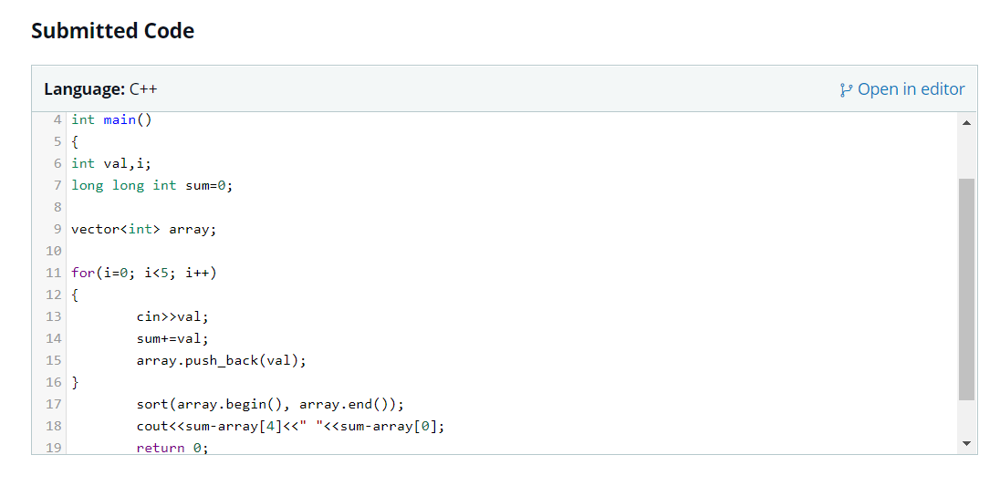 Submitted Code
Language: C++ Open in editor
4 int main()
5 {
6 int val,i;
7 long long int sum=0;
8
9 vector<int> array;
10
11 for(i=0; i<5; i++)
12 {
13 cin>>val;
14 sum+=val;
15 array.push_back(val);
16 }
17 sort(array.begin(), array.end());
18 cout<<sum-array[4]<<" "<<sum-array[0];
19 return 0;